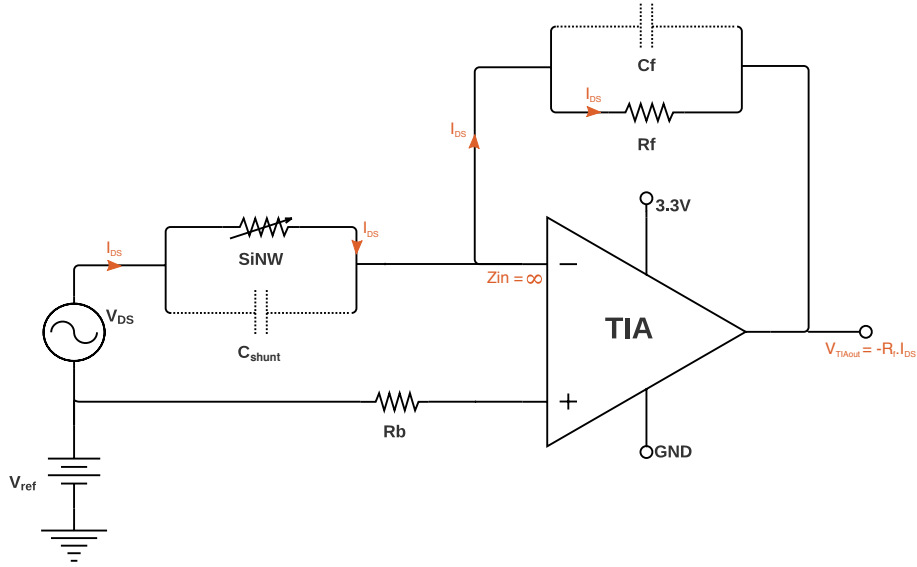 Cf
I_DS
Rf
I_DS
3.3V
I_DS
I_DS
SiNW
Zin = ∞
−
V_DS
TIA
C_shunt
V_TIAout = -R_f.I_DS
+
Rb
GND
V_ref